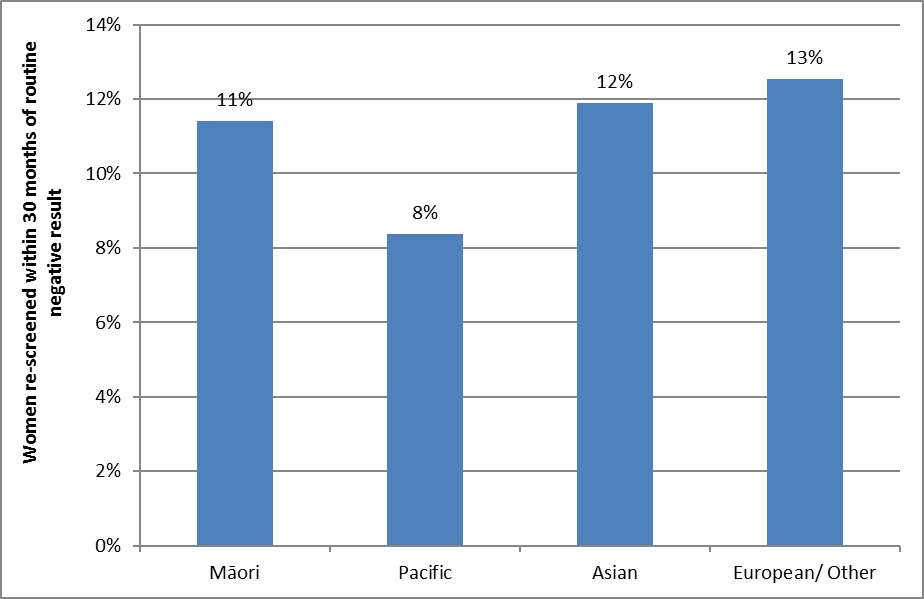 Women re-screened within 30 months of routine
negative result
14%
12%
10%
8%
6%
4%
2%
0%
11%
8%
12%
13%
Māori
Pacific
Asian
European/ Other